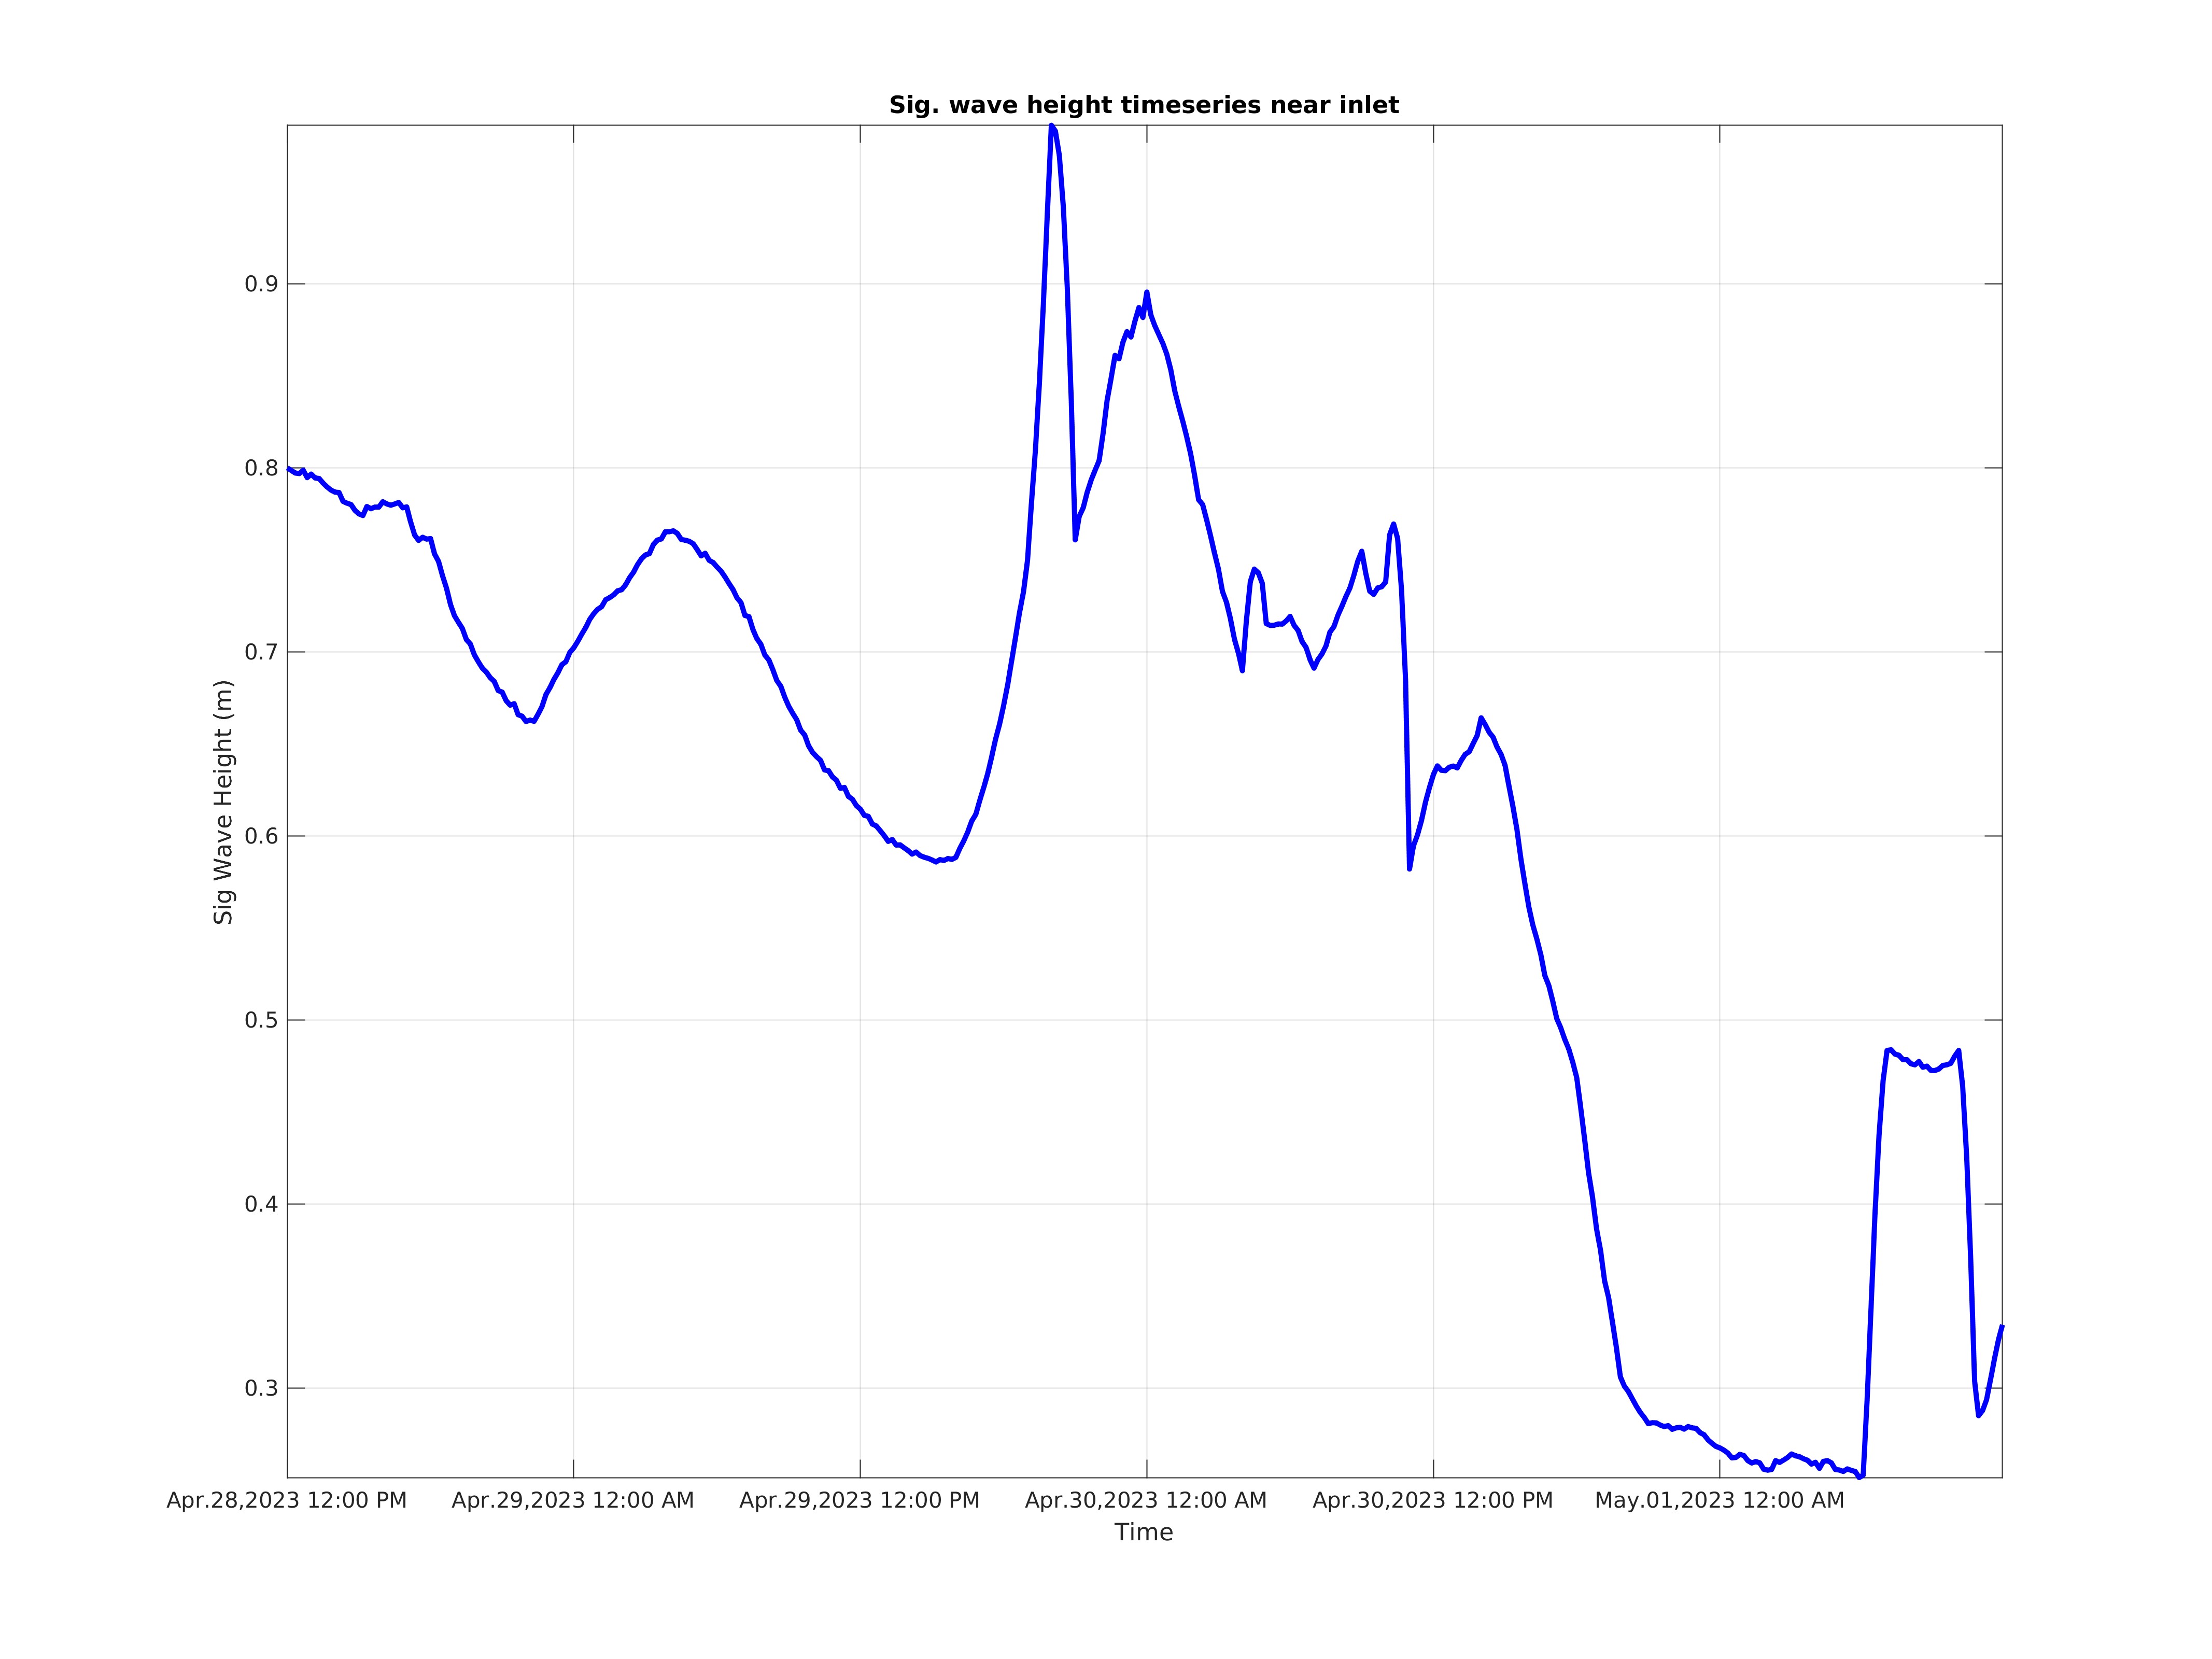 Sig. wave height timeseries near inlet
0.9
0.8
0.7
0.6
0.5
0.4
0.3
Sig Wave Height (m)
Apr.28,2023 12:00 PM
Apr.29,2023 12:00 AM
Apr.29,2023 12:00 PM
Apr.30,2023 12:00 AM
Apr.30,2023 12:00 PM
May.01,2023 12:00 AM
Time